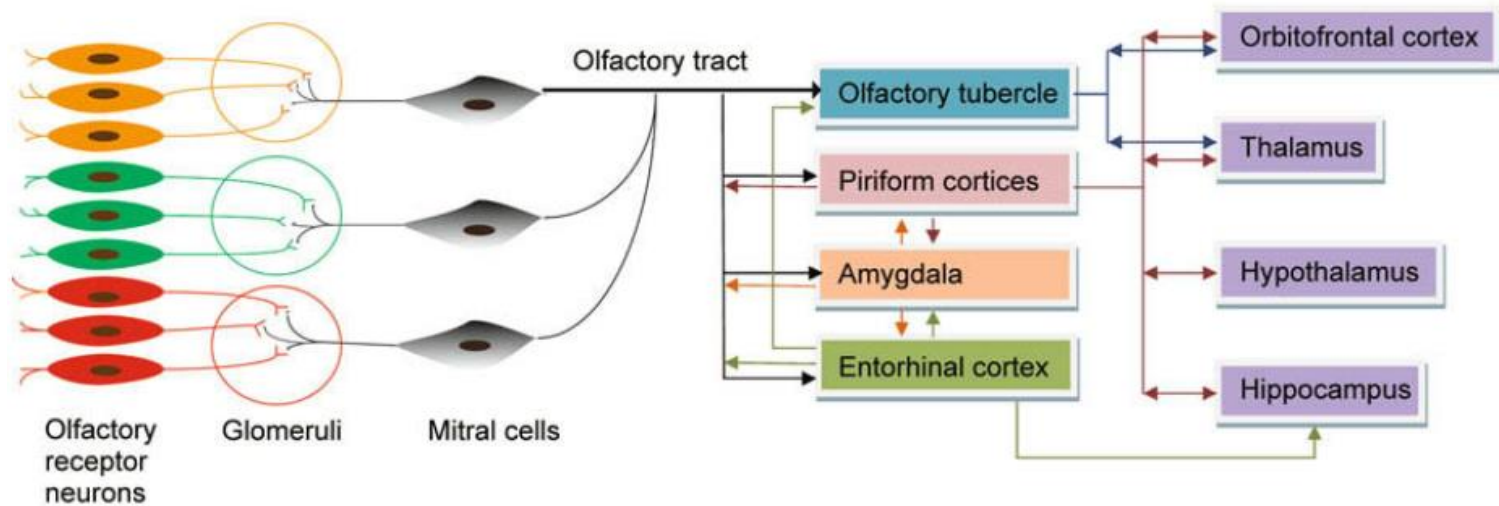 Olfactory tract
Olfactory tubercle
Piriform cortices
Amygdala
Entorhinal cortex
Orbitofrontal cortex
Thalamus
Hypothalamus
Hippocampus
Olfactory
receptor
neurons
Glomeruli
Mitral cells